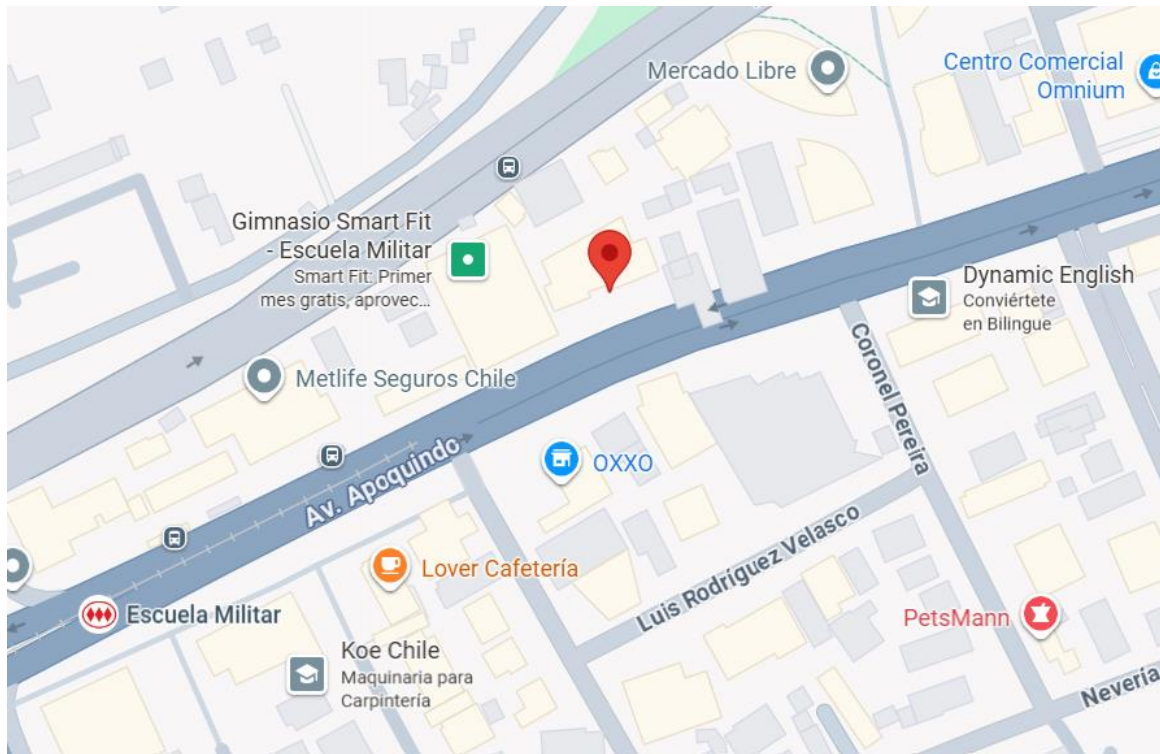 Mercado Libre
Centro Comercial
Omnium
Gimnasio Smart Fit
- Escuela Militar
Smart Fit: Primer
mes gratis, aprovec...
Dynamic English
Conviértete
en Bilingue
Metlife Seguros Chile
Coronel Pereira
OXXO
Av. Apoquindo
Luis Rodríguez Velasco
Lover Cafetería
Escuela Militar
PetsMann
Koe Chile
Maquinaria para
Carpintería
Neveria